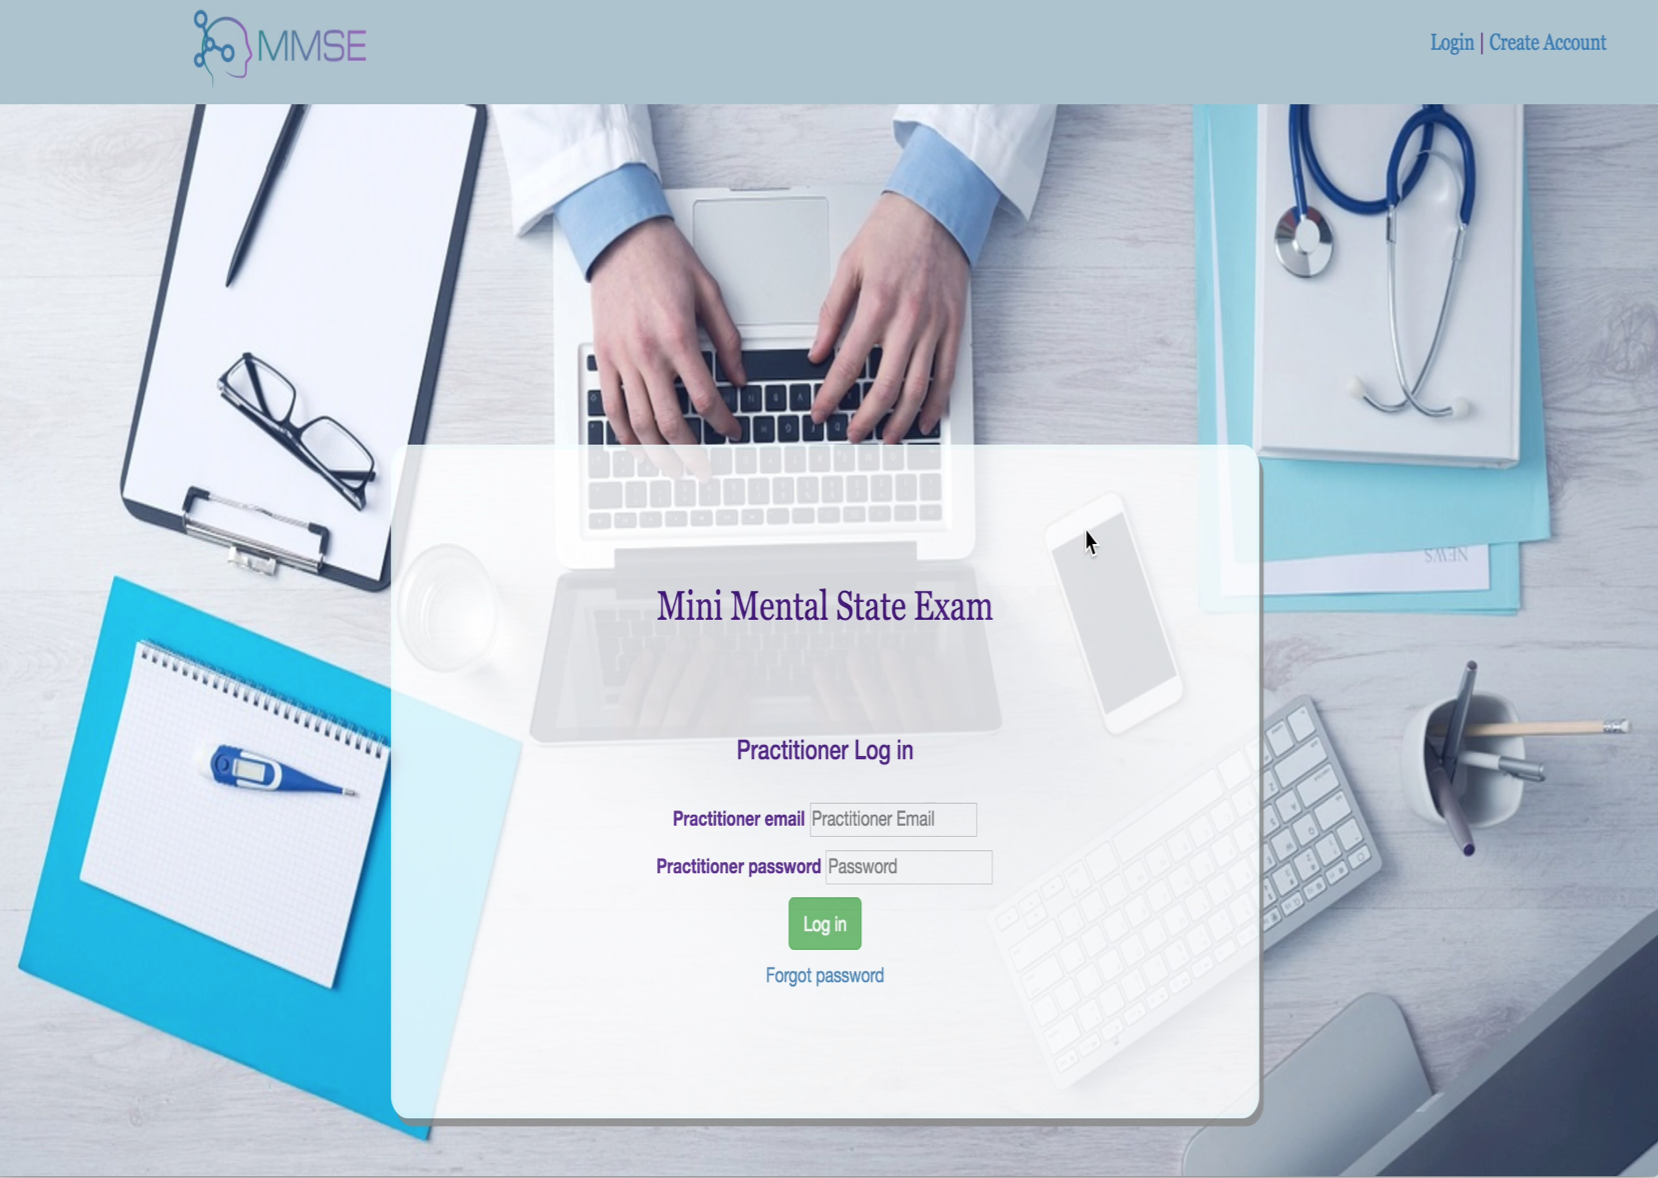 MMSE
Login | Create Account
NEWS
Mini Mental State Exam
Practitioner Log in
Practitioner email Practitioner Email
Practitioner password Password
Log in
Forgot password